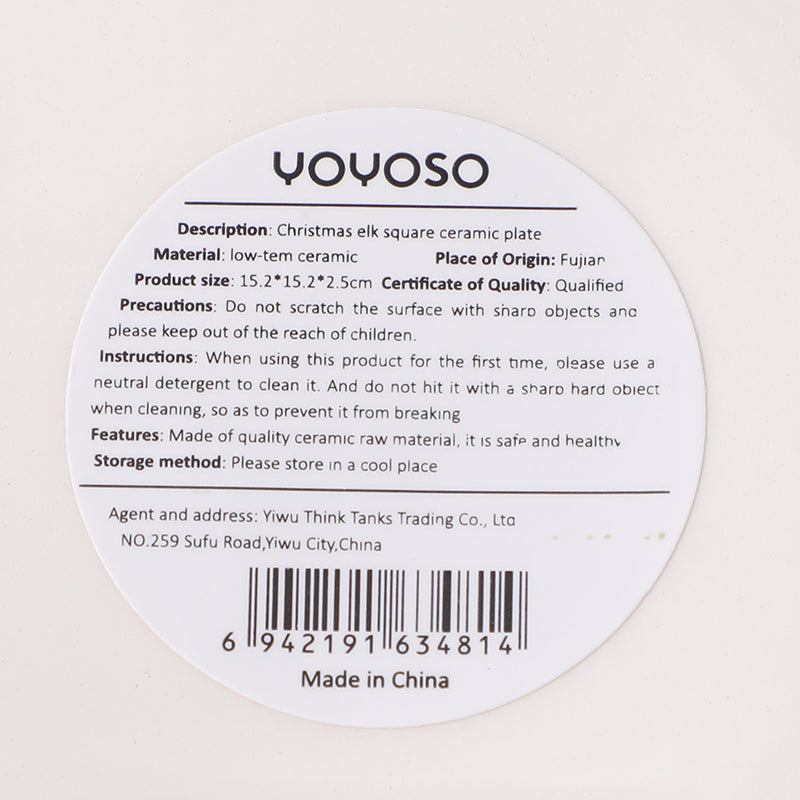 YOYOSO
Description: Christmas elk square ceramic plate
Material: low-tem ceramic Place of Origin: Fujian
Product size: 15.2*15.2*2.5cm Certificate of Quality: Qualified
Precautions: Do not scratch the surface with sharp objects and
please keep out of the reach of children.
Instructions: When using this product for the first time, please use a
neutral detergent to clean it. And do not hit it with a sharp hard object
when cleaning, so as to prevent it from breaking
Features: Made of quality ceramic raw material, it is safe and healthy
Storage method: Please store in a cool place
Agent and address: Yiwu Think Tanks Trading Co., Ltd
NO.259 Sufu Road,Yiwu City,China
6 942191 634814
Made in China